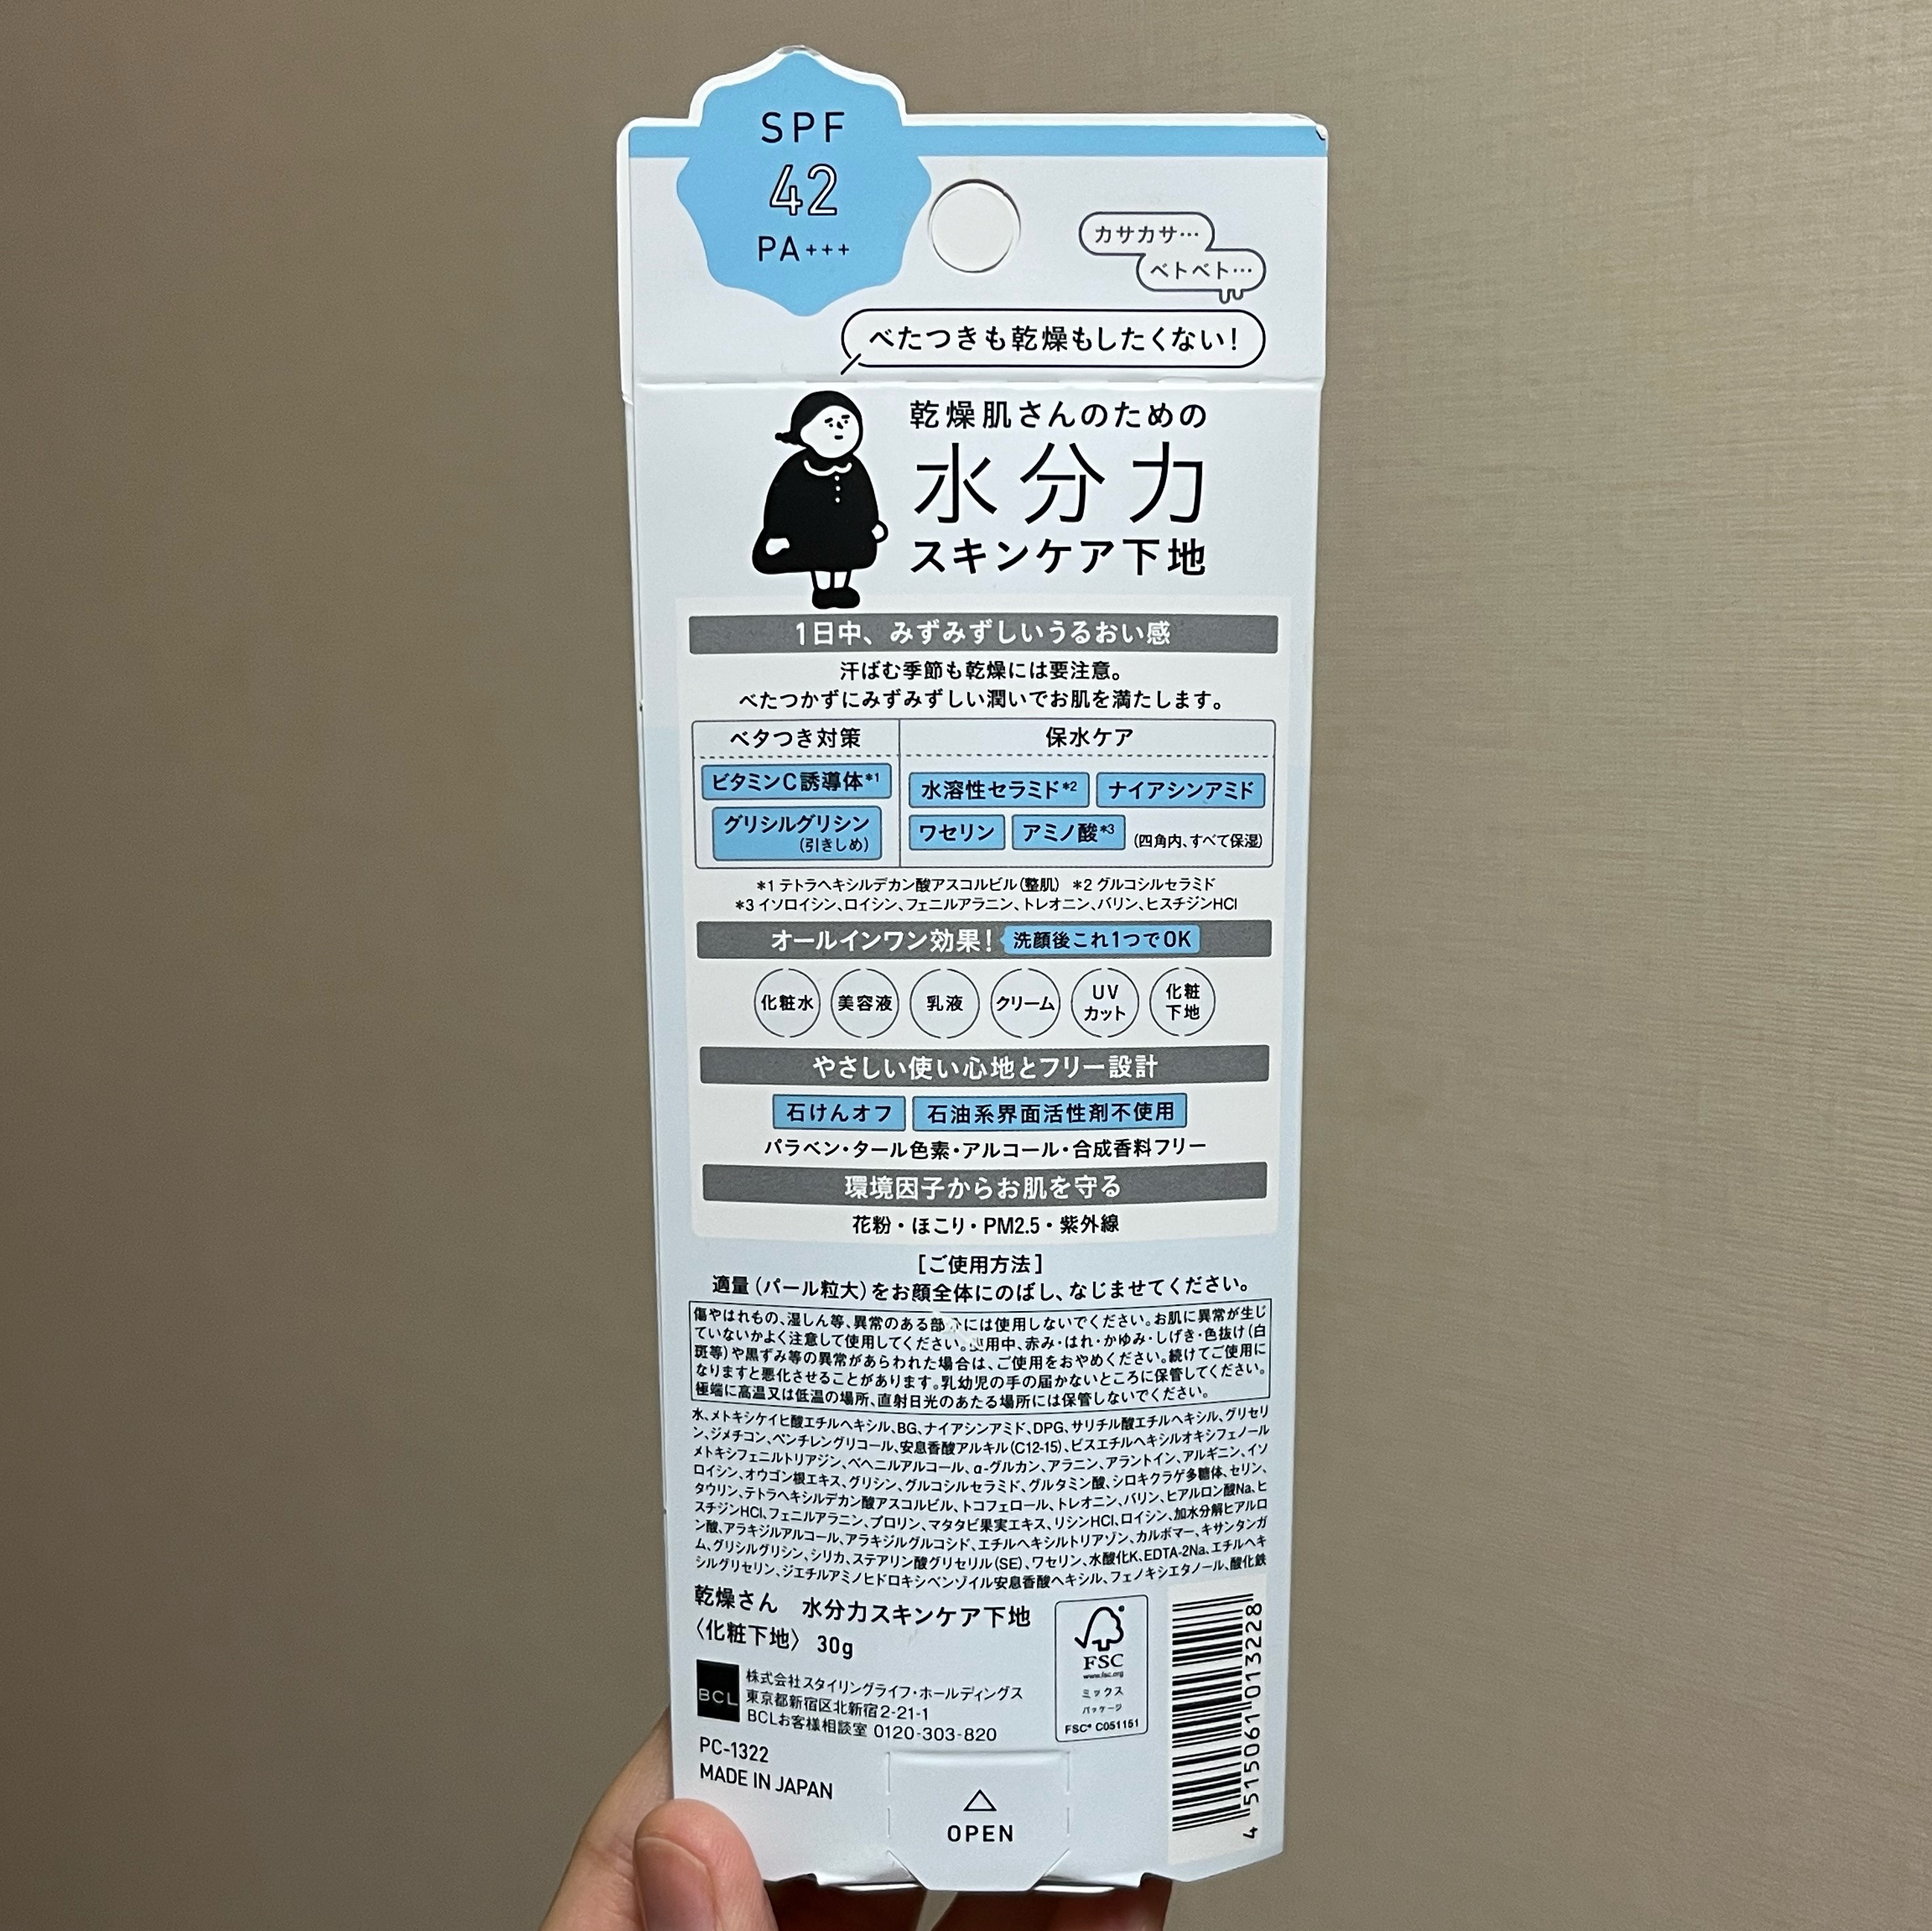 SPF
42
PA+++
カサカサ…
ベトベト…
べたつきも乾燥もしたくない!
乾燥肌さんのための
水分力
スキンケア下地
1日中、みずみずしいうるおい感
汗ばむ季節も乾燥には要注意。
べたつかずにみずみずしい潤いでお肌を満たします。
ベタつき対策
ビタミンC誘導体*1
グリシルグリシン
(引きしめ)
保水ケア
水溶性セラミド*2 ナイアシンアミド
ワセリン アミノ酸*3 (四角内、すべて保湿)
*1 テトラヘキシルデカン酸アスコルビル(整肌) *2 グルコシルセラミド
*3 イソロイシン、ロイシン、フェニルアラニン、トレオニン、バリン、ヒスチジンHCl
オールインワン効果! 洗顔後これ1つでOK
化粧水 美容液 乳液 クリーム UVカット 化粧下地
やさしい使い心地とフリー設計
石けんオフ 石油系界面活性剤不使用
パラベン・タール色素・アルコール・合成香料フリー
環境因子からお肌を守る
花粉・ほこり・PM2.5・紫外線
[ご使用方法]
適量(パール粒大)をお顔全体にのばし、なじませてください。
傷やはれもの、湿しん等、異常のある部分には使用しないでください。お肌に異常が生じ
ていないかよく注意して使用してください。使用中、赤み・はれ・かゆみ・しげき・色抜け(白
斑等)や黒ずみ等の異常があらわれた場合は、ご使用をおやめください。続けてご使用に
なりますと悪化させることがあります。乳幼児の手の届かないところに保管してください。
極端に高温又は低温の場所、直射日光のあたる場所には保管しないでください。
水、メトキシケイヒ酸エチルヘキシル、BG、ナイアシンアミド、DPG、サリチル酸エチルヘキシル、グリセリ
ン、ジメチコン、ペンチレングリコール、安息香酸アルキル(C12-15)、ビスエチルヘキシルオキシフェノール
メトキシフェニルトリアジン、ベヘニルアルコール、α-グルカン、アラニン、アラントイン、アルギニン、イソ
ロイシン、オウゴン根エキス、グリシン、グルコシルセラミド、グルタミン酸、シロキクラゲ多糖体、セリン、
タウリン、テトラヘキシルデカン酸アスコルビル、トコフェロール、トレオニン、バリン、ヒアルロン酸Na、ヒ
スチジンHCl、フェニルアラニン、プロリン、マタタビ果実エキス、リシンHCl、ロイシン、加水分解ヒアルロ
ン酸、アラキジルアルコール、アラキジルグルコシド、エチルヘキシルトリアゾン、カルボマー、キサンタンガ
ム、グリシルグリシン、シリカ、ステアリン酸グリセリル(SE)、ワセリン、水酸化K、EDTA-2Na、エチルヘキ
シルグリセリン、ジエチルアミノヒドロキシベンゾイル安息香酸ヘキシル、フェノキシエタノール、酸化鉄
乾燥さん 水分力スキンケア下地
〈化粧下地〉 30g
BCL
株式会社スタイリングライフ・ホールディングス
東京都新宿区北新宿2-21-1
BCLお客様相談室 0120-303-820
PC-1322
MADE IN JAPAN
FSC
www.fsc.org
ミックス
パッケージ
FSC® C051151
4 515061 013228
OPEN